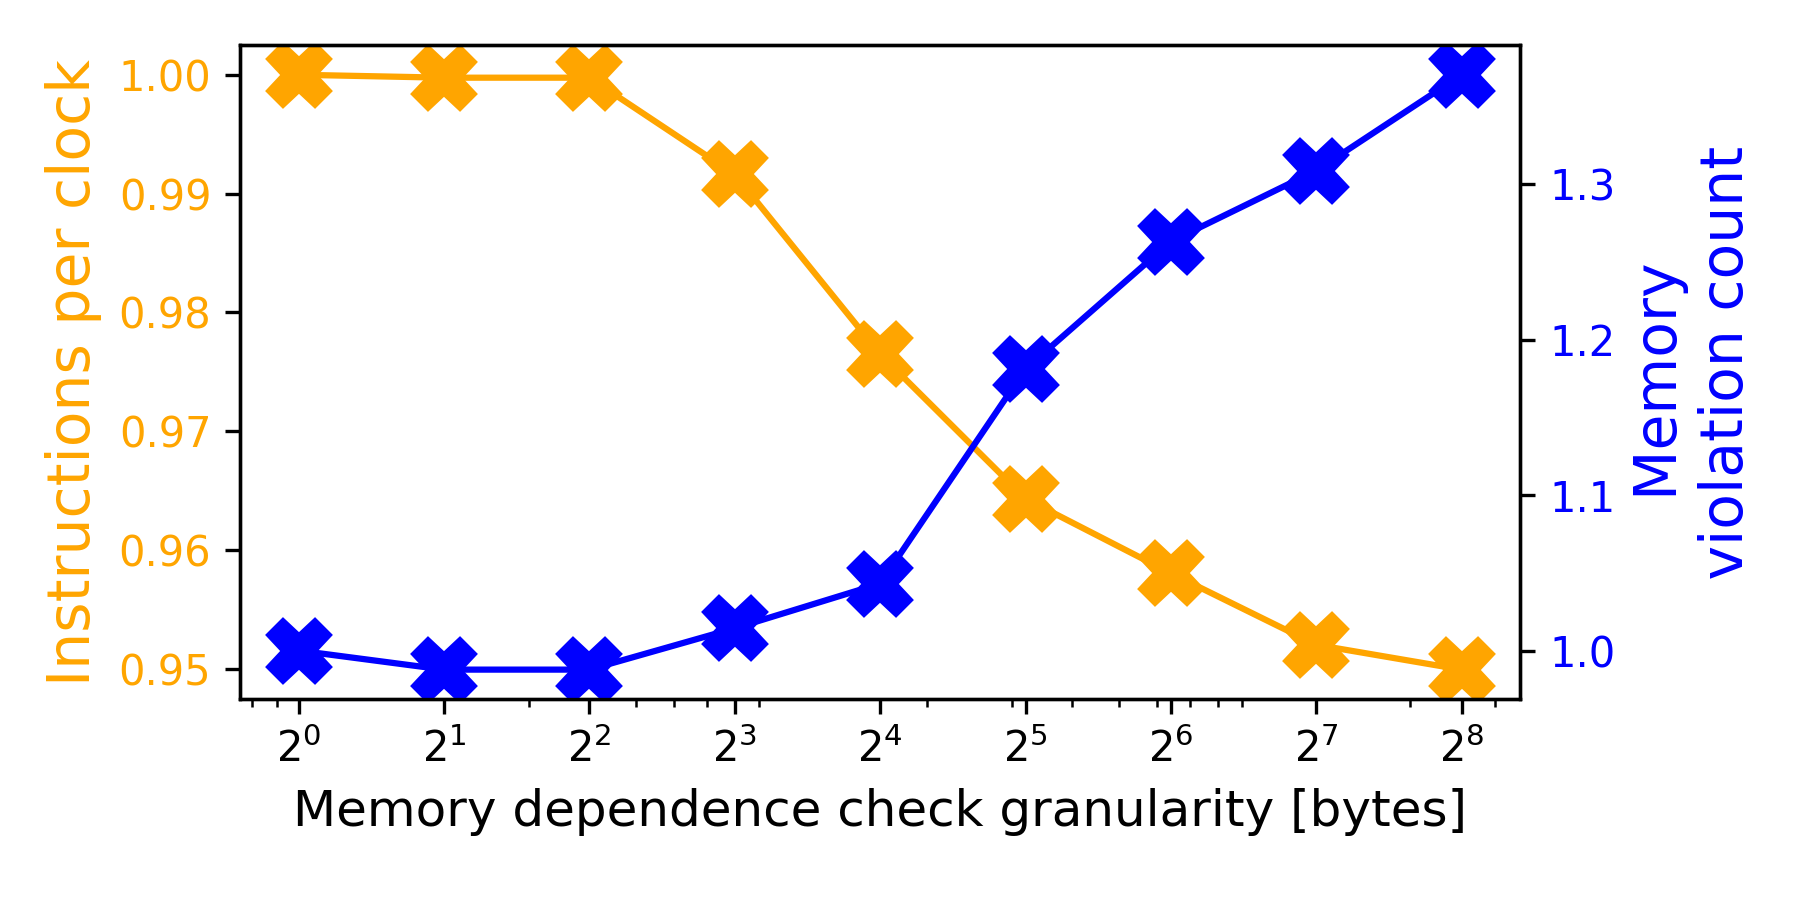 Instructions per clock
1.00
0.99
0.98
0.97
0.96
0.95
1.3
1.2
1.1
1.0
Memory
violation count
2⁰ 2¹ 2² 2³ 2⁴ 2⁵ 2⁶ 2⁷ 2⁸
Memory dependence check granularity [bytes]